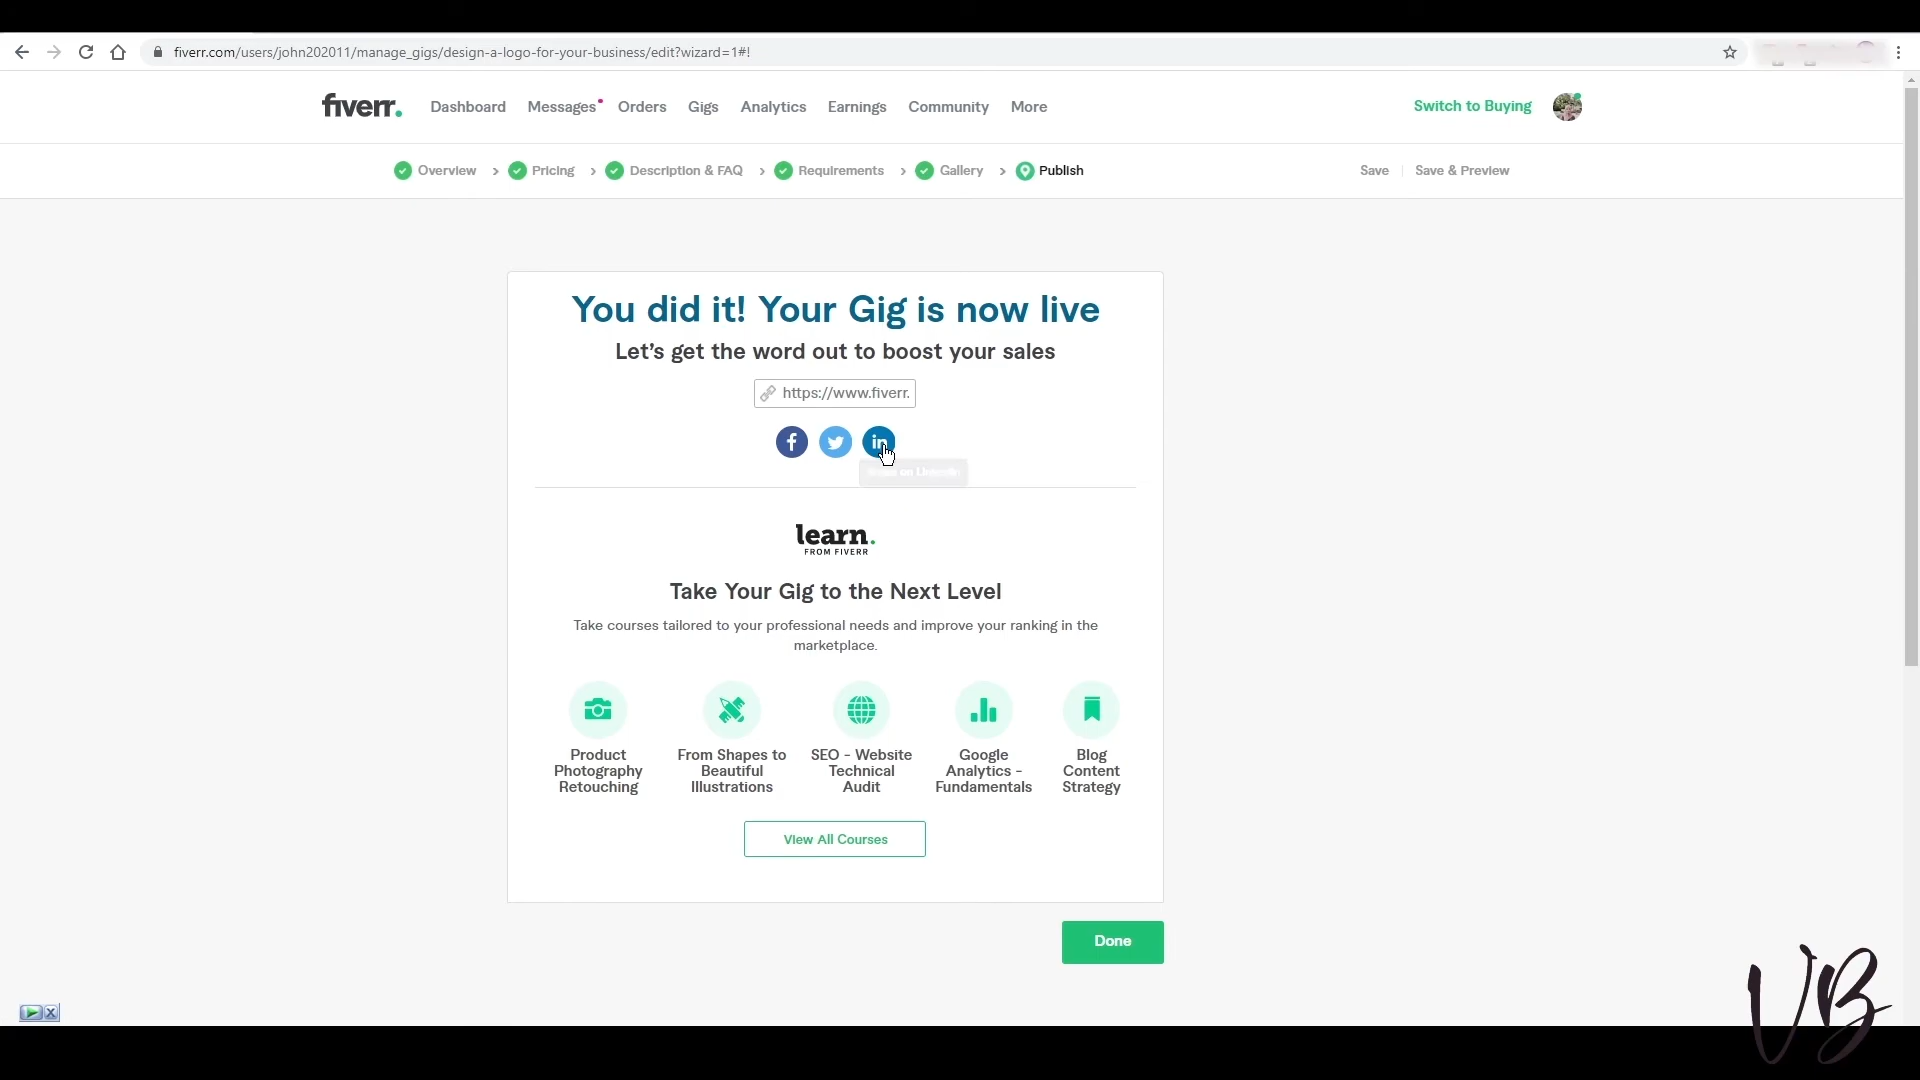 fiverr.com/users/john202011/manage_gigs/design-a-logo-for-your-business/edit?wizard=1#!
fiverr.
Dashboard Messages Orders Gigs Analytics Earnings Community More Switch to Buying
Overview Pricing Description & FAQ Requirements Gallery Publish Save Save & Preview
You did it! Your Gig is now live
Let's get the word out to boost your sales
https://www.fiverr.
f in
learn.
FROM FIVERR
Take Your Gig to the Next Level
Take courses tailored to your professional needs and improve your ranking in the
marketplace.
Product
Photography
Retouching
From Shapes to
Beautiful
Illustrations
SEO - Website
Technical
Audit
Google
Analytics -
Fundamentals
Blog
Content
Strategy
View All Courses
Done
VB